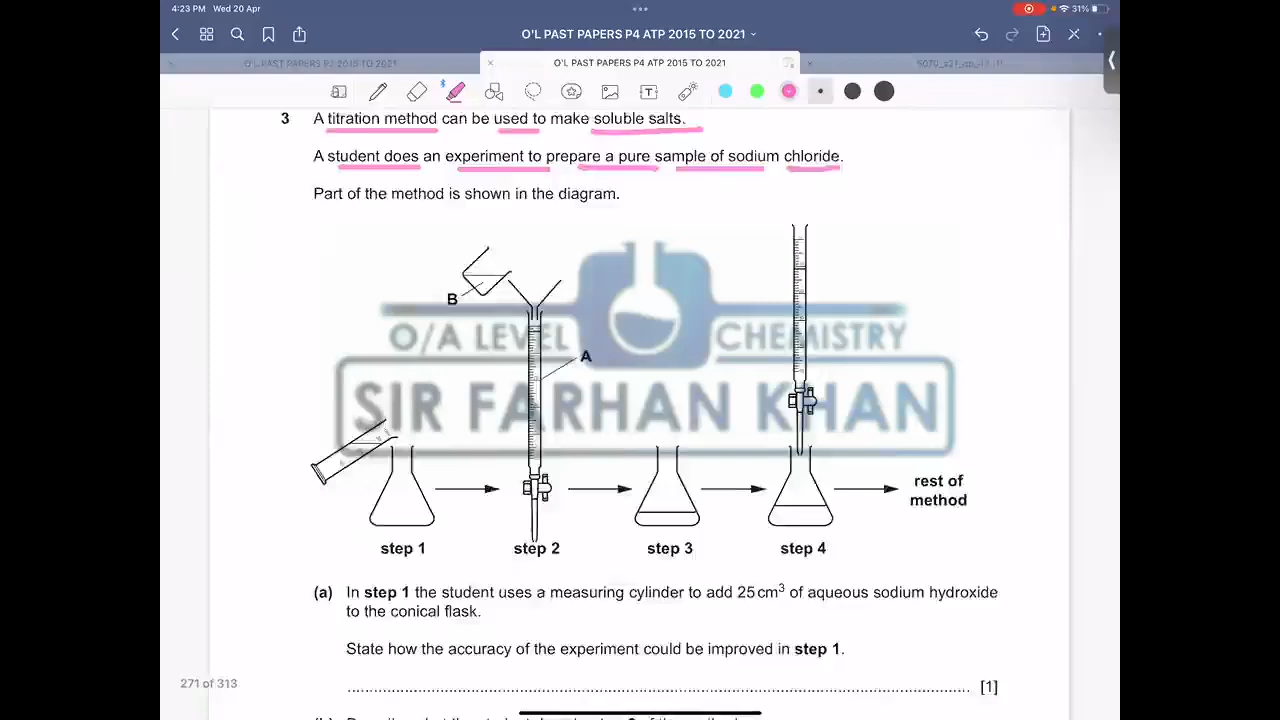 4:23 PM Wed 20 Apr
31%
O'L PAST PAPERS P4 ATP 2015 TO 2021
O'L PAST PAPERS P2 2015 TO 2021
O'L PAST PAPERS P4 ATP 2015 TO 2021
3 A titration method can be used to make soluble salts.
A student does an experiment to prepare a pure sample of sodium chloride.
Part of the method is shown in the diagram.
B
A
O/A LEVEL CHEMISTRY
SIR FARHAN KHAN
rest of
method
step 1 step 2 step 3 step 4
(a) In step 1 the student uses a measuring cylinder to add 25 cm³ of aqueous sodium hydroxide
to the conical flask.
State how the accuracy of the experiment could be improved in step 1.
271 of 313
[1]